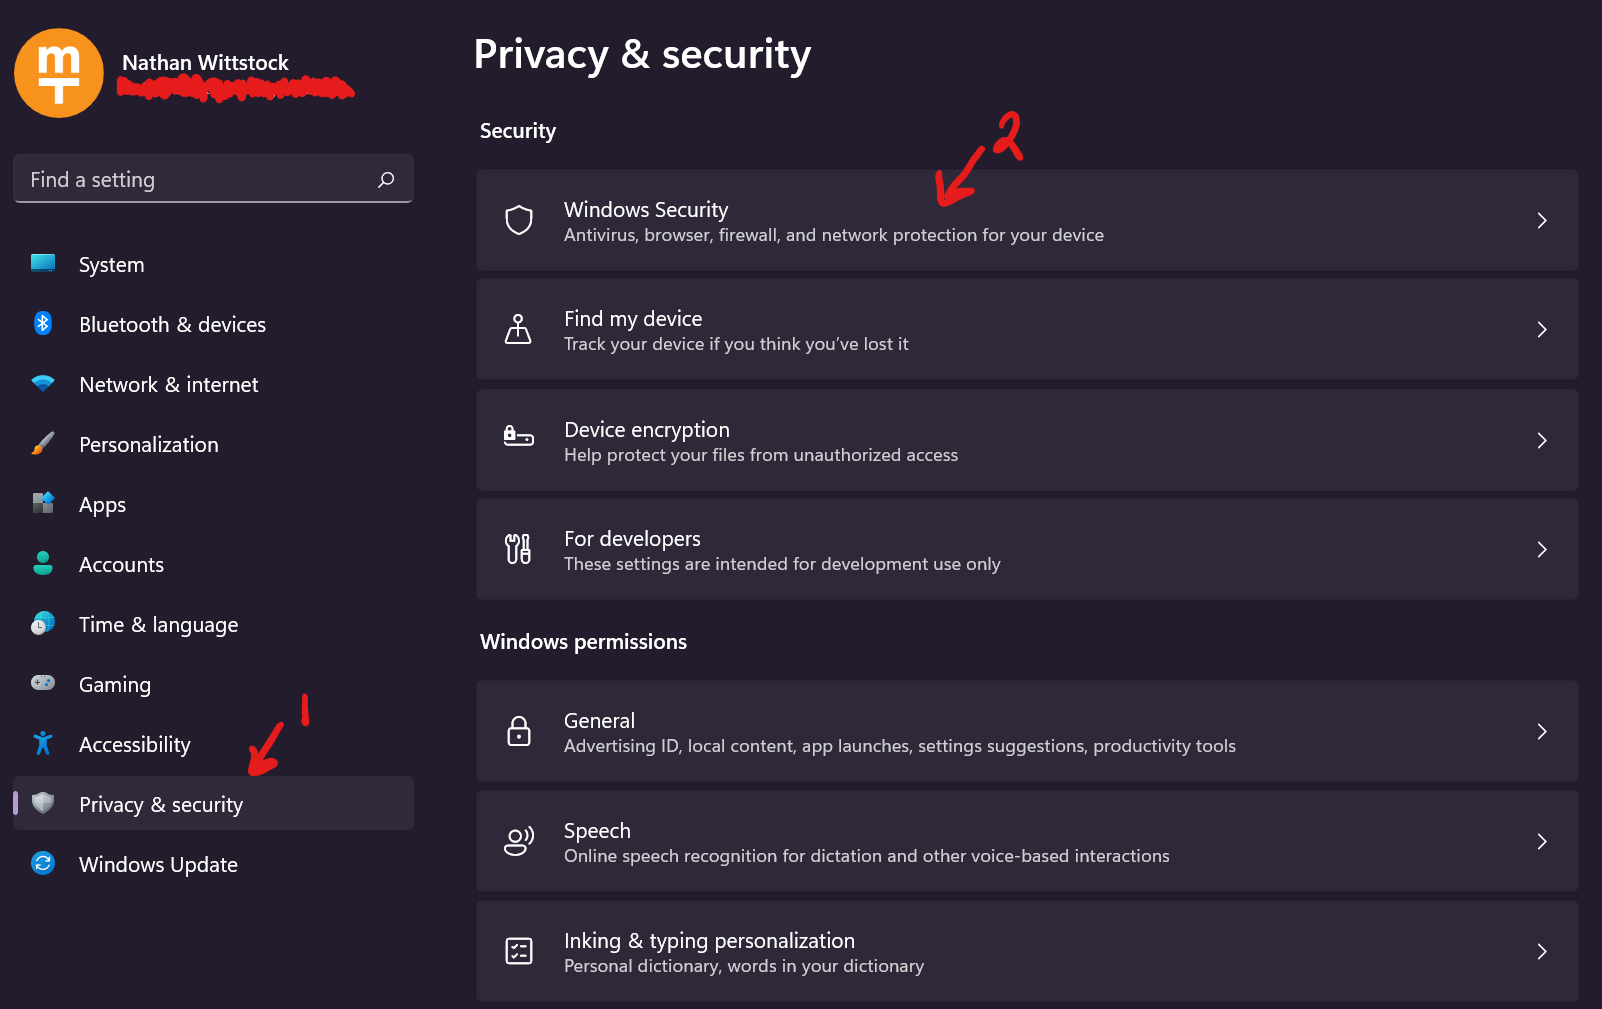 mT
Nathan Wittstock
Find a setting
System
Bluetooth & devices
Network & internet
Personalization
Apps
Accounts
Time & language
Gaming
1
Accessibility
Privacy & security
Windows Update
Privacy & security
Security
2
Windows Security
Antivirus, browser, firewall, and network protection for your device
Find my device
Track your device if you think you’ve lost it
Device encryption
Help protect your files from unauthorized access
For developers
These settings are intended for development use only
Windows permissions
General
Advertising ID, local content, app launches, settings suggestions, productivity tools
Speech
Online speech recognition for dictation and other voice-based interactions
Inking & typing personalization
Personal dictionary, words in your dictionary